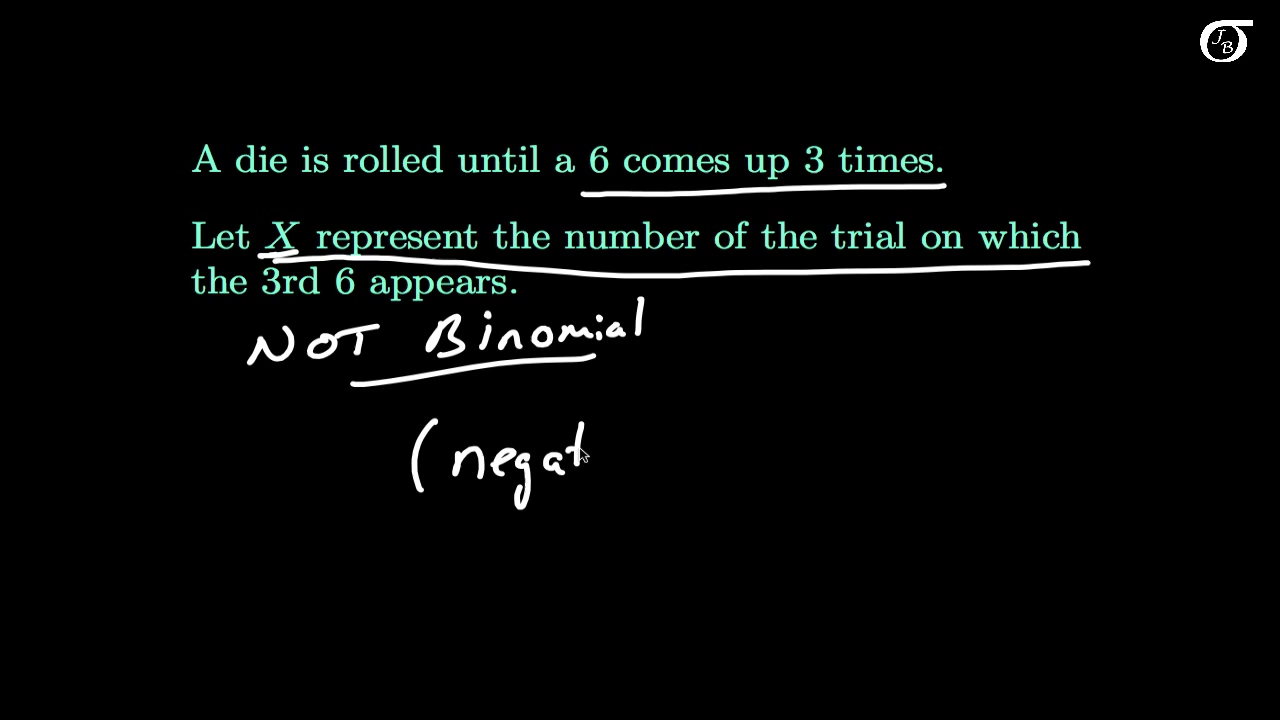 JB
A die is rolled until a 6 comes up 3 times.
Let X represent the number of the trial on which
the 3rd 6 appears.
NOT Binomial
(negat